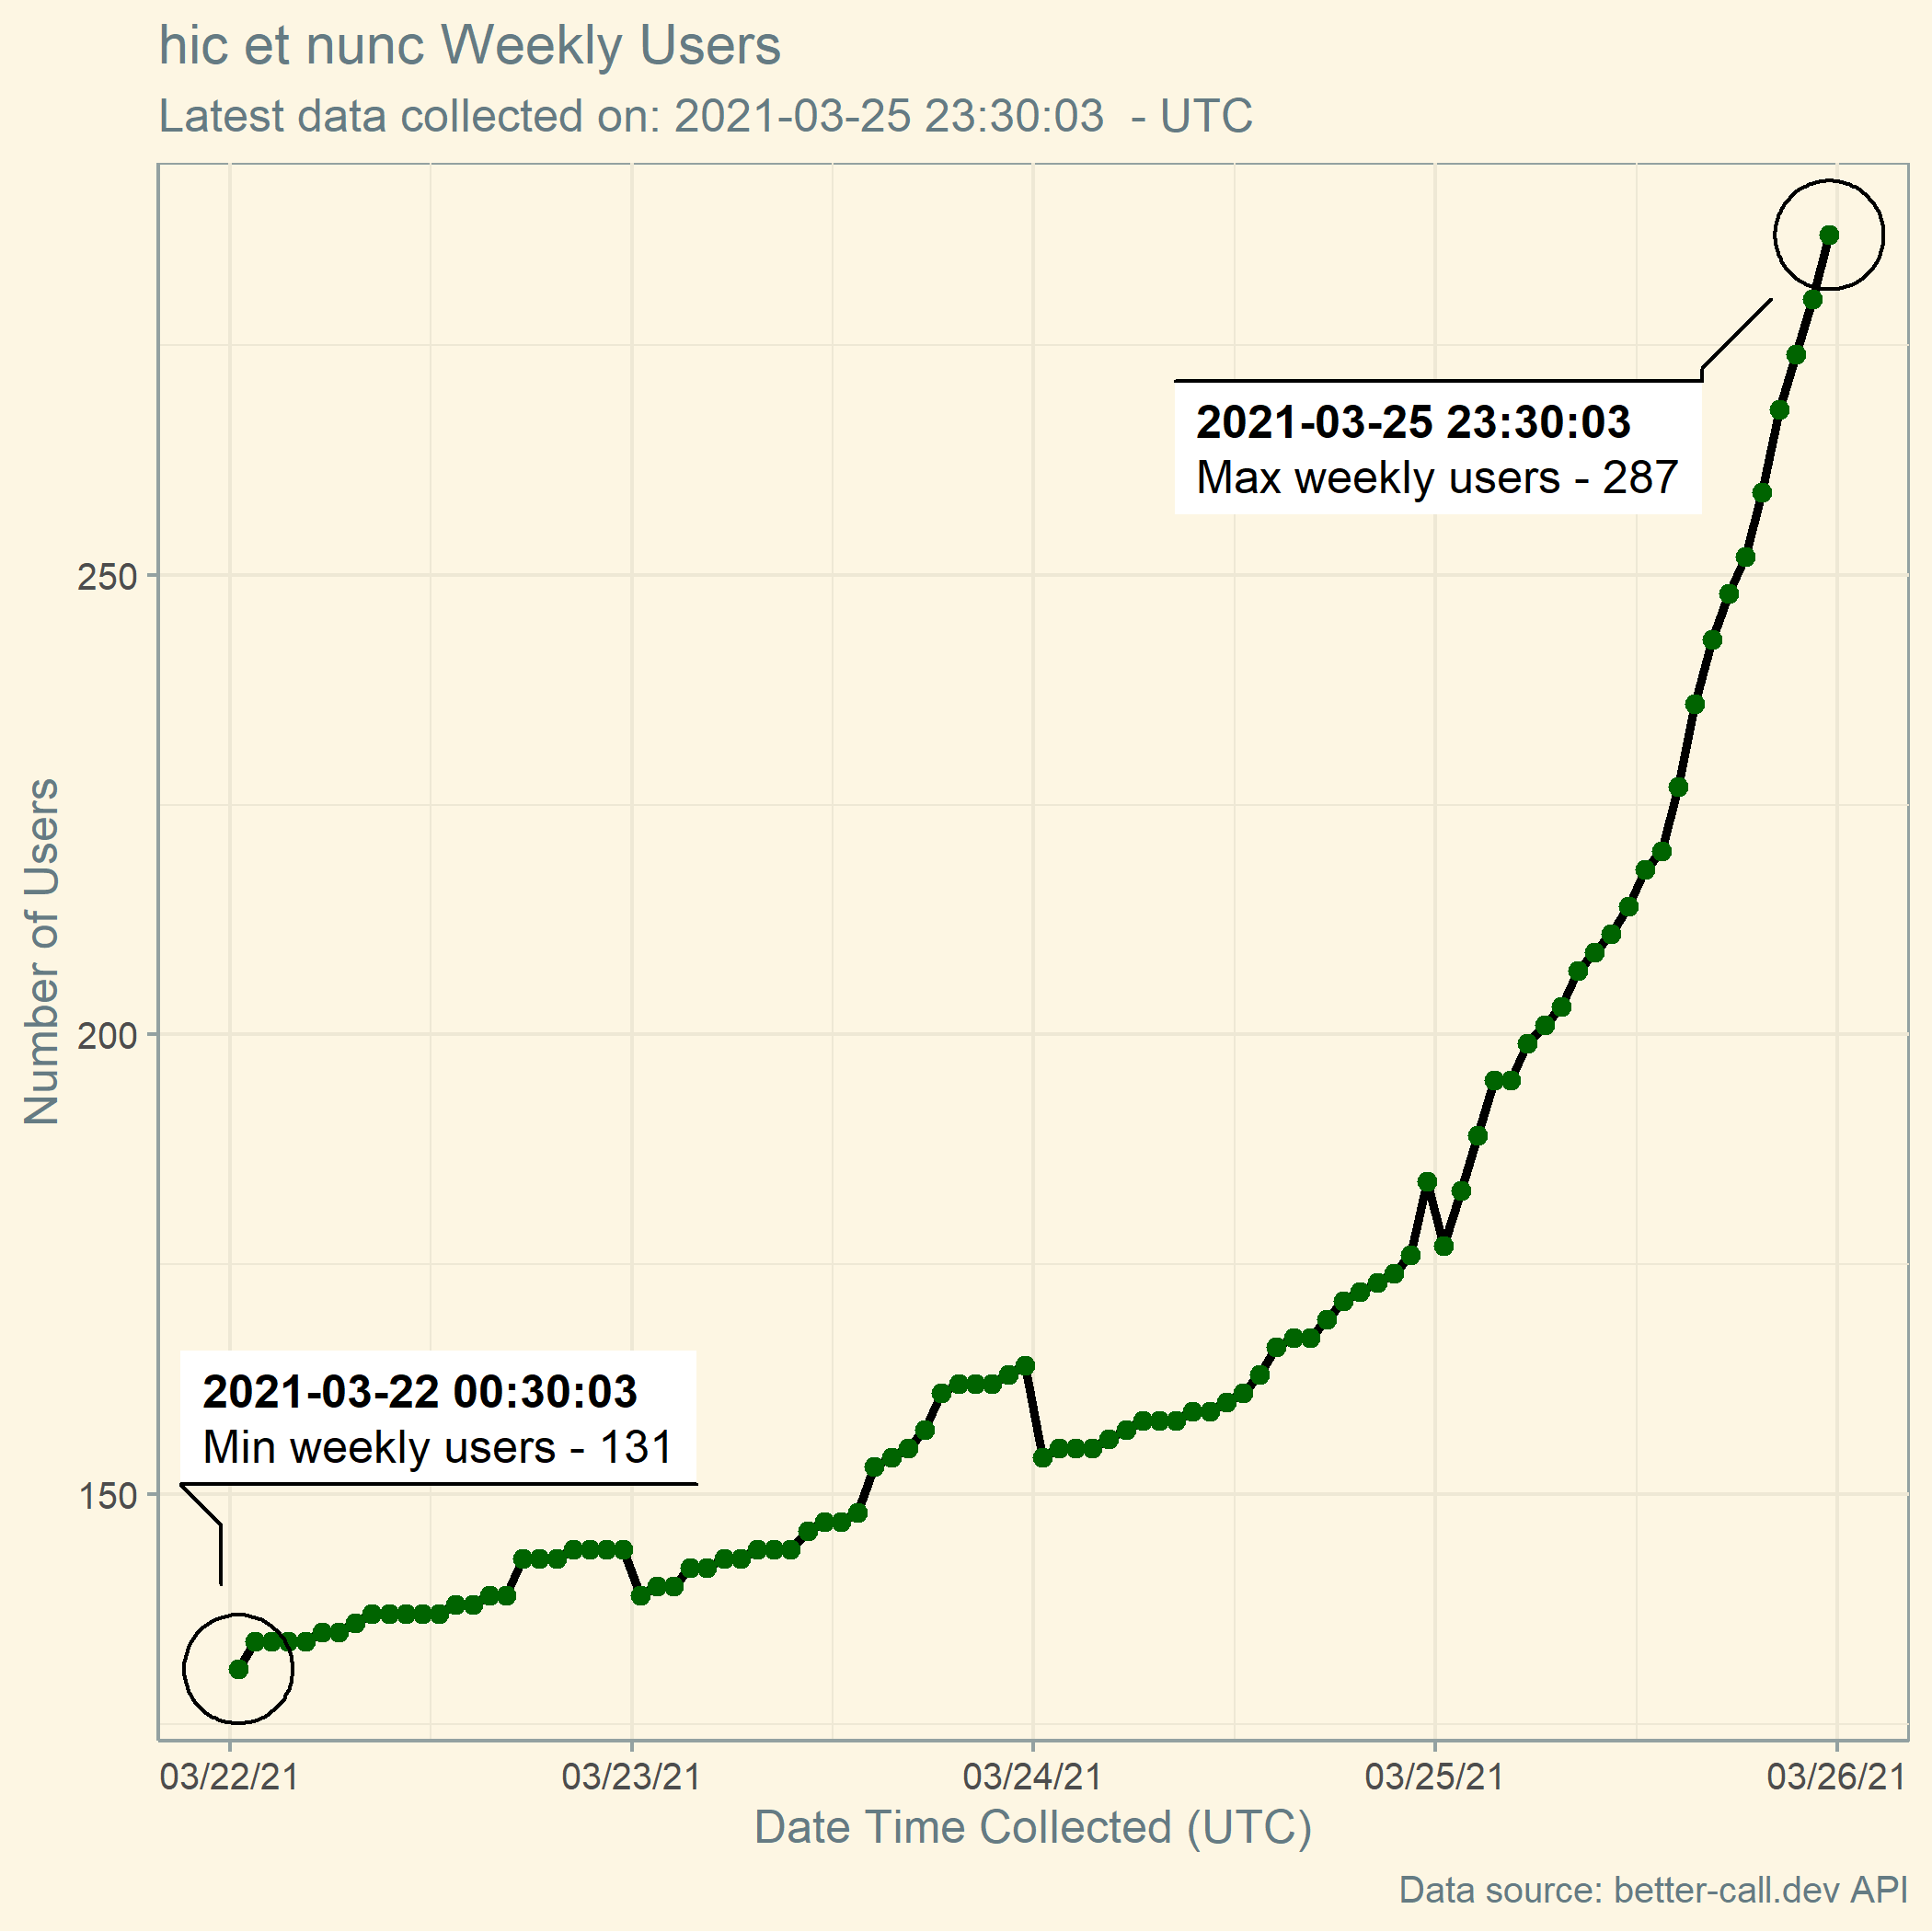 hic et nunc Weekly Users
Latest data collected on: 2021-03-25 23:30:03  - UTC
2021-03-25 23:30:03
Max weekly users - 287
250
Number of Users
200
2021-03-22 00:30:03
Min weekly users - 131
150
03/22/21 03/23/21 03/24/21 03/25/21 03/26/21
Date Time Collected (UTC)
Data source: better-call.dev API